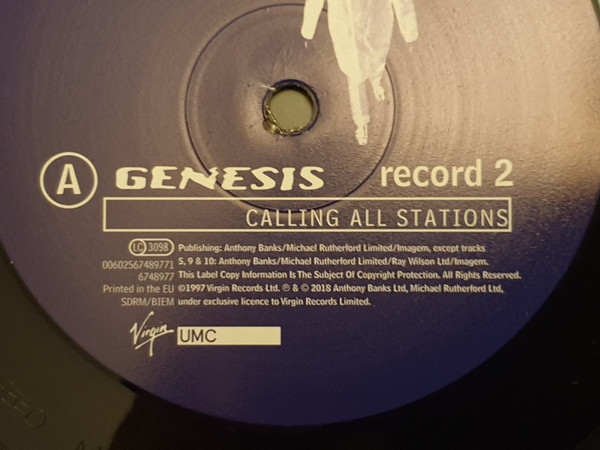 A GENESIS record 2
CALLING ALL STATIONS
LC 3098 Publishing: Anthony Banks/Michael Rutherford Limited/Imagem, except tracks
00602567489771 5, 9 & 10: Anthony Banks/Michael Rutherford Limited/Ray Wilson Ltd/Imagem.
6748977 This Label Copy Information Is The Subject Of Copyright Protection. All Rights Reserved.
Printed in the EU ©1997 Virgin Records Ltd. ℗ & © 2018 Anthony Banks Ltd, Michael Rutherford Ltd,
SDRM/BIEM under exclusive licence to Virgin Records Limited.
Virgin UMC